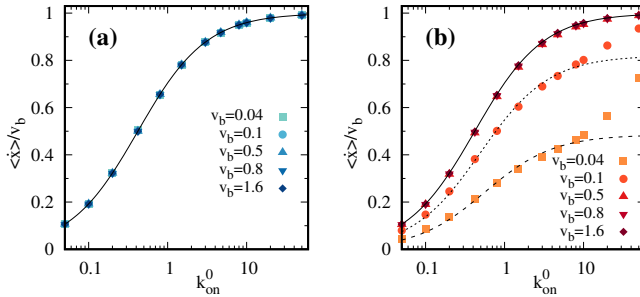 (a)
<ẋ>/v_b
1
0.8
0.6
0.4
0.2
0
v_b=0.04
v_b=0.1
v_b=0.5
v_b=0.8
v_b=1.6
0.1 1 10
k_on^0
(b)
<ẋ>/v_b
1
0.8
0.6
0.4
0.2
0
v_b=0.04
v_b=0.1
v_b=0.5
v_b=0.8
v_b=1.6
0.1 1 10
k_on^0